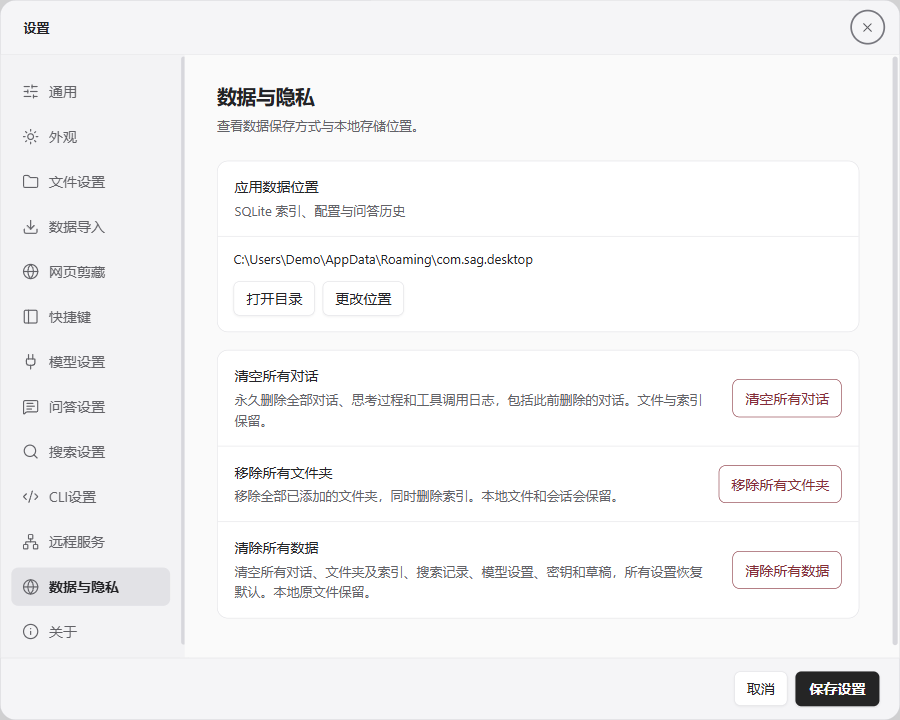 设置
通用
外观
文件设置
数据导入
网页剪藏
快捷键
模型设置
问答设置
搜索设置
CLI设置
远程服务
数据与隐私
关于
数据与隐私
查看数据保存方式与本地存储位置。
应用数据位置
SQLite 索引、配置与问答历史
C:\Users\Demo\AppData\Roaming\com.sag.desktop
打开目录
更改位置
清空所有对话
永久删除全部对话、思考过程和工具调用日志，包括此前删除的对话。文件与索引
保留。
清空所有对话
移除所有文件夹
移除全部已添加的文件夹，同时删除索引。本地文件和会话会保留。
移除所有文件夹
清除所有数据
清空所有对话、文件夹及索引、搜索记录、模型设置、密钥和草稿，所有设置恢复
默认。本地原文件保留。
清除所有数据
取消
保存设置